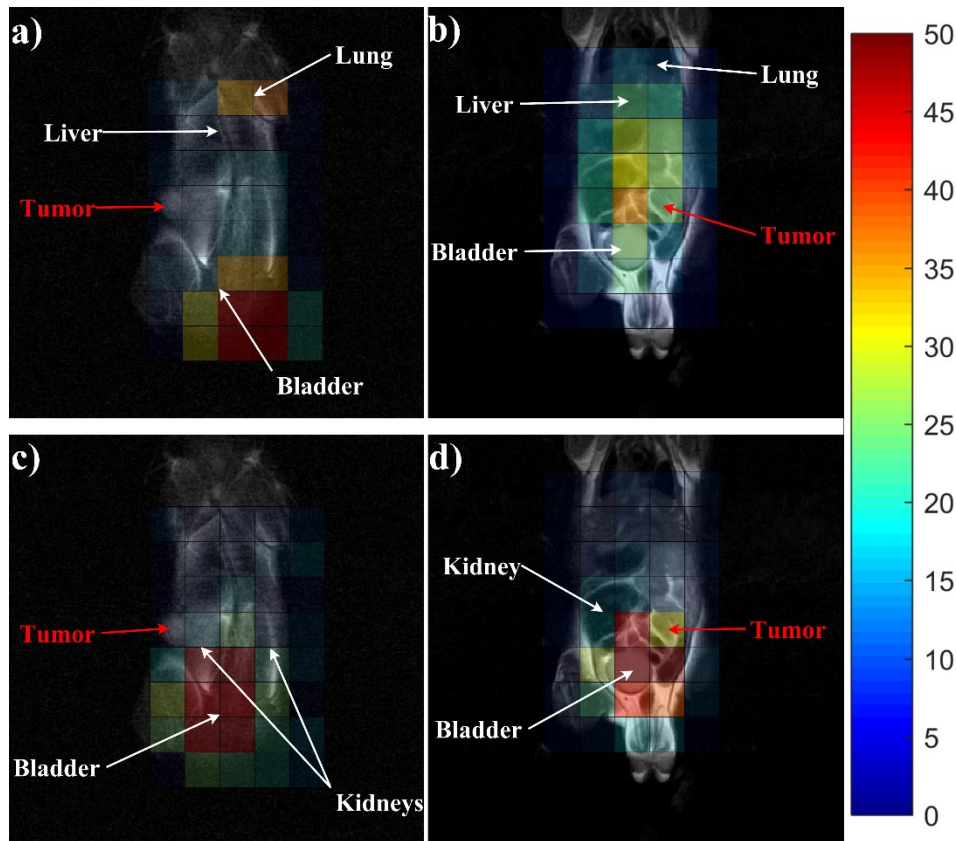 a)
Lung
Liver
Tumor
Bladder
b)
Lung
Liver
Tumor
Bladder
c)
Tumor
Bladder
Kidneys
d)
Kidney
Tumor
Bladder
50
45
40
35
30
25
20
15
10
5
0